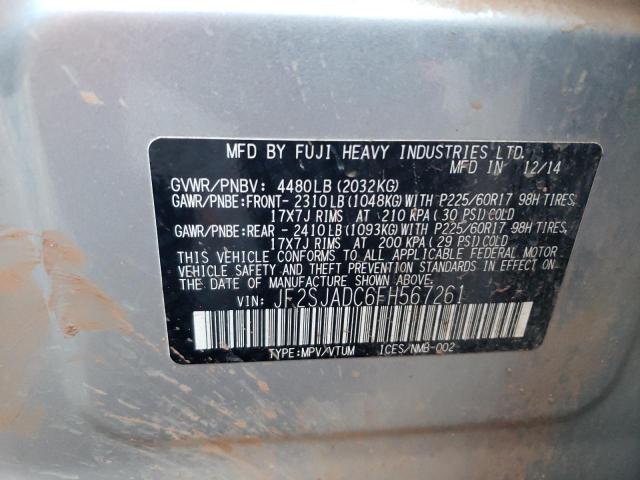 MFD BY FUJI HEAVY INDUSTRIES LTD.
MFD IN 12/14
GVWR/PNBV: 4480LB(2032KG)
GAWR/PNBE:FRONT- 2310LB(1048KG)WITH P225/60R17 98H TIRES,
17X7J RIMS AT 210 KPA(30 PSI)COLD
GAWR/PNBE:REAR - 2410LB(1093KG)WITH P225/60R17 98H TIRES,
17X7J RIMS AT 200 KPA(29 PSI)COLD
THIS VEHICLE CONFORMS TO ALL APPLICABLE FEDERAL MOTOR
VEHICLE SAFETY AND THEFT PREVENTION STANDARDS IN EFFECT ON
THE DATE OF MANUFACTURE SHOWN ABOVE.
VIN: JF2SJADC6FH567261
TYPE:MPV/VTUM ICES/NMB-002